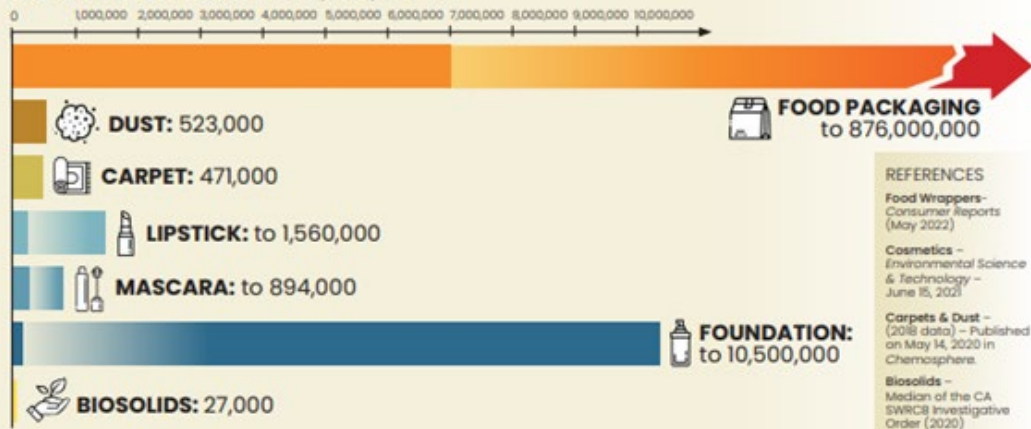 0 1,000,000 2,000,000 3,000,000 4,000,000 5,000,000 6,000,000 7,000,000 8,000,000 9,000,000 10,000,000
FOOD PACKAGING
to 876,000,000
DUST: 523,000
CARPET: 471,000
LIPSTICK: to 1,560,000
MASCARA: to 894,000
FOUNDATION:
to 10,500,000
BIOSOLIDS: 27,000
REFERENCES
Food Wrappers-
Consumer Reports
(May 2022)
Cosmetics –
Environmental Science
& Technology –
June 15, 2021
Carpets & Dust –
(2018 data) – Published
on May 14, 2020 in
Chemosphere.
Biosolids –
Median of the CA
SWRCB Investigative
Order (2020)